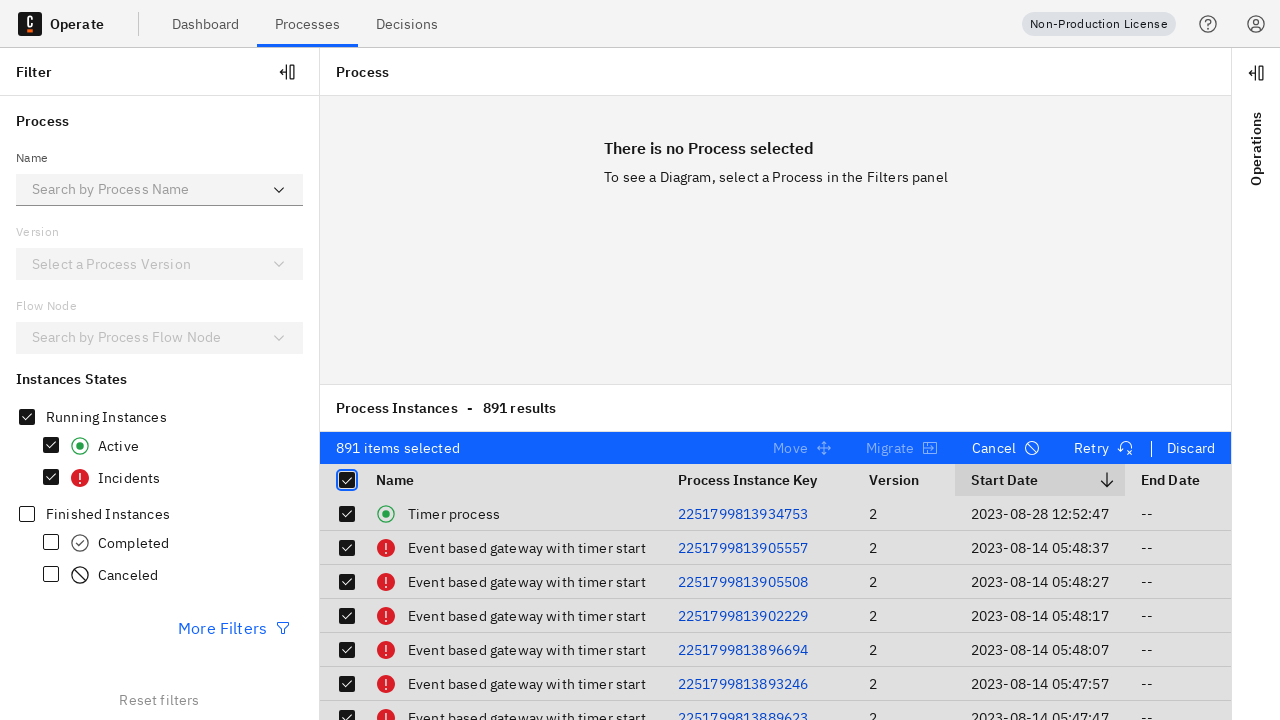 Operate
Dashboard
Processes
Decisions
Non-Production License
Filter
Process
Name
Search by Process Name
Version
Select a Process Version
Flow Node
Search by Process Flow Node
Instances States
Running Instances
Active
Incidents
Finished Instances
Completed
Canceled
More Filters
Reset filters
Process
There is no Process selected
To see a Diagram, select a Process in the Filters panel
Process Instances - 891 results
891 items selected Move Migrate Cancel Retry Discard
Name Process Instance Key Version Start Date End Date
Timer process 2251799813934753 2 2023-08-28 12:52:47 --
Event based gateway with timer start 2251799813905557 2 2023-08-14 05:48:37 --
Event based gateway with timer start 2251799813905508 2 2023-08-14 05:48:27 --
Event based gateway with timer start 2251799813902229 2 2023-08-14 05:48:17 --
Event based gateway with timer start 2251799813896694 2 2023-08-14 05:48:07 --
Event based gateway with timer start 2251799813893246 2 2023-08-14 05:47:57 --
Event based gateway with timer start 2251799813889623 2 2023-08-14 05:47:47 --
Operations